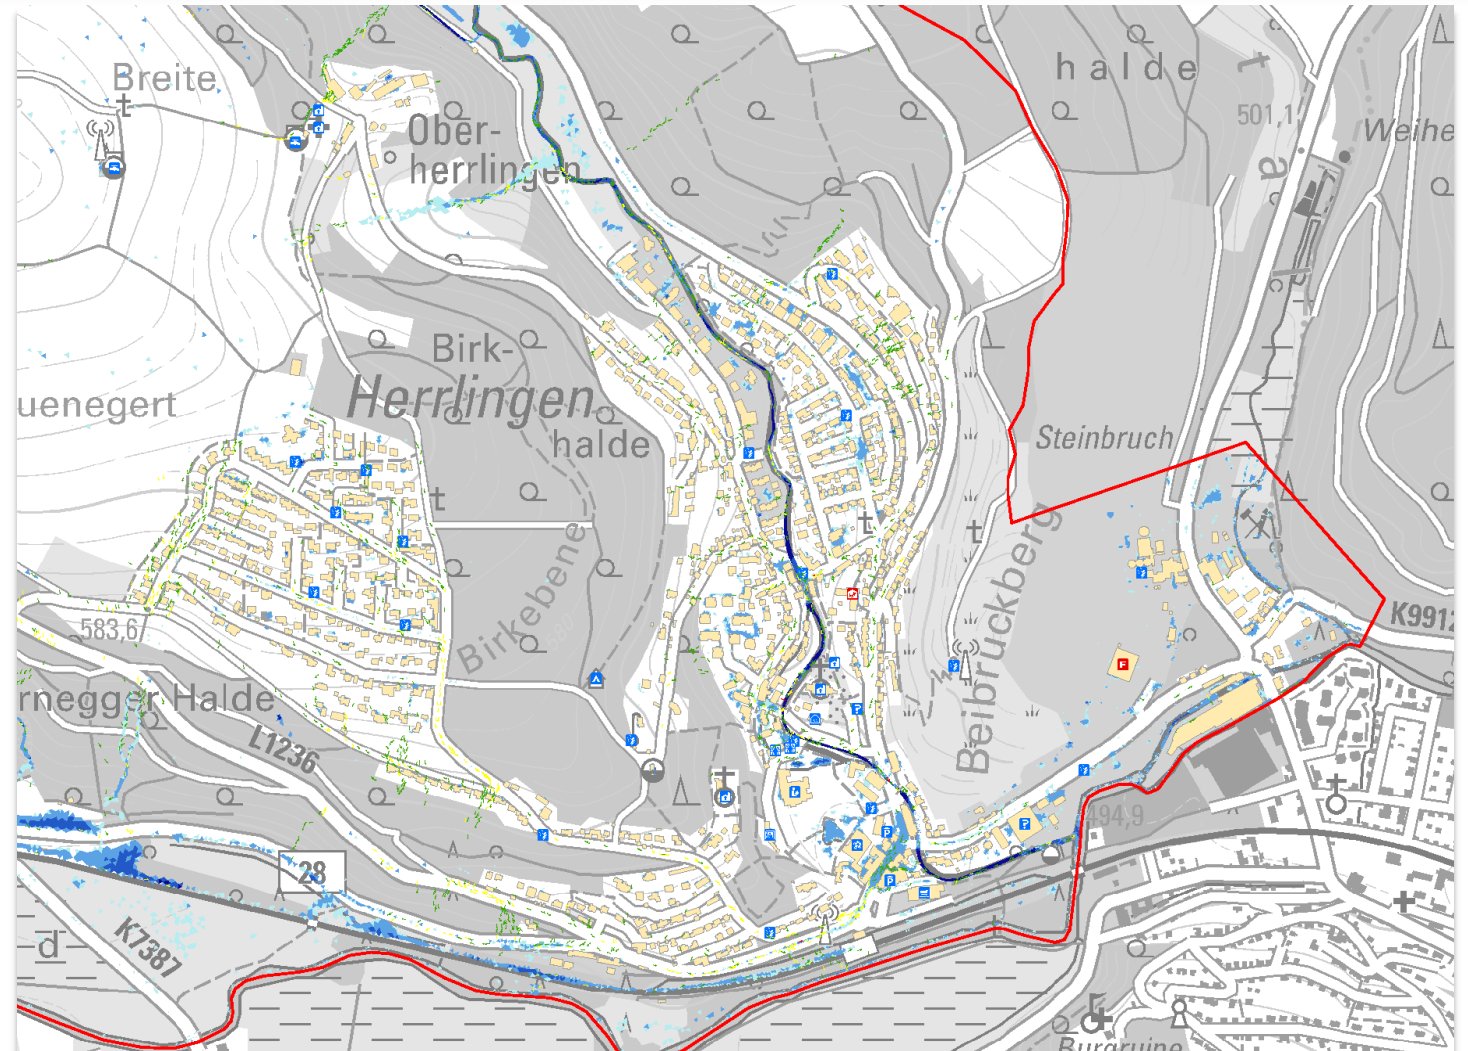 Breite
halde
501,1
Weihe
Ober-
herrlingen
t
a
l
Birk-
Herrlingen
halde
uenegert
Steinbruch
Birkebene
Beibruckberg
583,6
K9912
rnegger Halde
L1236
494,9
28
K7387
d
F
Burgruine